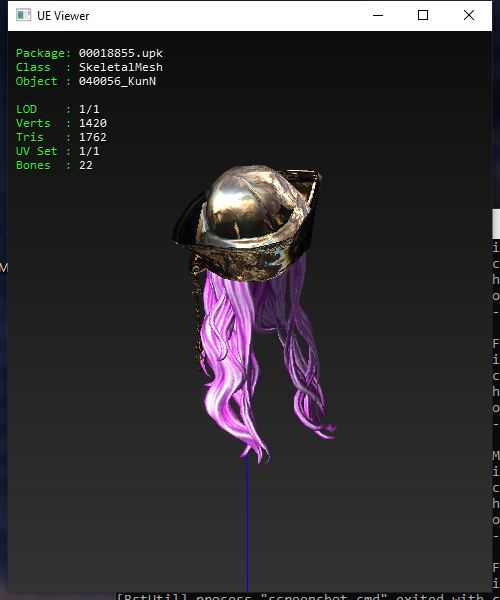 UE Viewer
Package: 00018855.upk
Class : SkeletalMesh
Object : 040056_KunN
LOD : 1/1
Verts : 1420
Tris : 1762
UV Set : 1/1
Bones : 22
M
i
c
h
o
-
F
i
c
h
o
-
M
i
c
h
o
-
F
i
[BstUtil] process "screenshot.cmd" exited with c